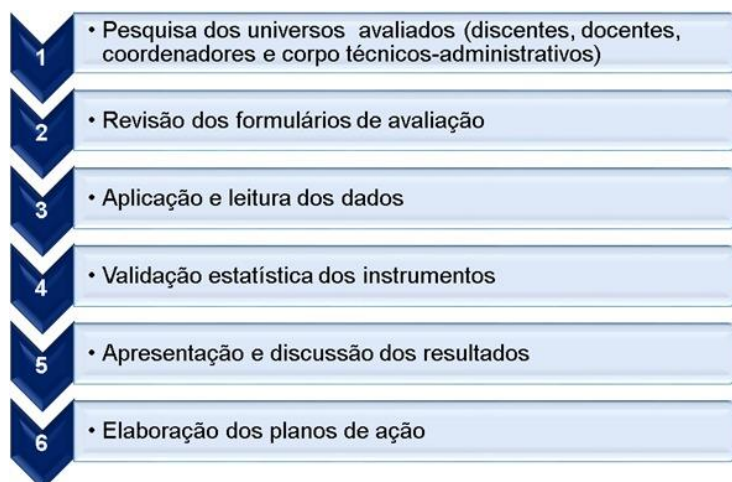 1
• Pesquisa dos universos avaliados (discentes, docentes,
coordenadores e corpo técnicos-administrativos)
2
• Revisão dos formulários de avaliação
3
• Aplicação e leitura dos dados
4
• Validação estatística dos instrumentos
5
• Apresentação e discussão dos resultados
6
• Elaboração dos planos de ação